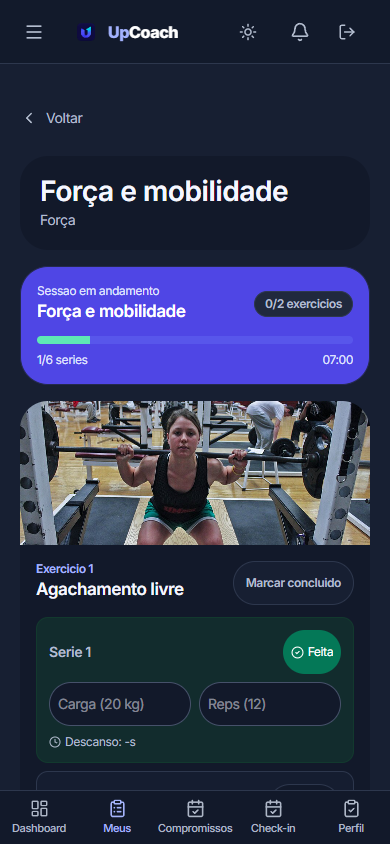 UpCoach
Voltar
Força e mobilidade
Força
Sessao em andamento
Força e mobilidade
0/2 exercicios
1/6 series
07:00
Exercicio 1
Agachamento livre
Marcar concluido
Serie 1
Feita
Carga (20 kg)
Reps (12)
Descanso: -s
Dashboard
Meus
Compromissos
Check-in
Perfil